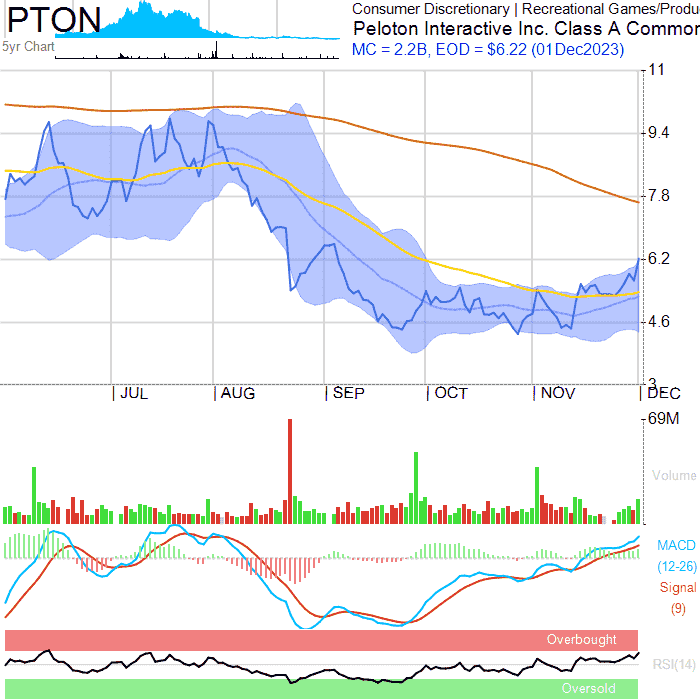 PTON
5yr Chart
Consumer Discretionary | Recreational Games/Produ
Peloton Interactive Inc. Class A Common
MC = 2.2B, EOD = $6.22 (01Dec2023)
11
9.4
7.8
6.2
4.6
3
JUL AUG SEP OCT NOV DEC
69M
Volume
MACD
(12-26)
Signal
(9)
Overbought
RSI(14)
Oversold